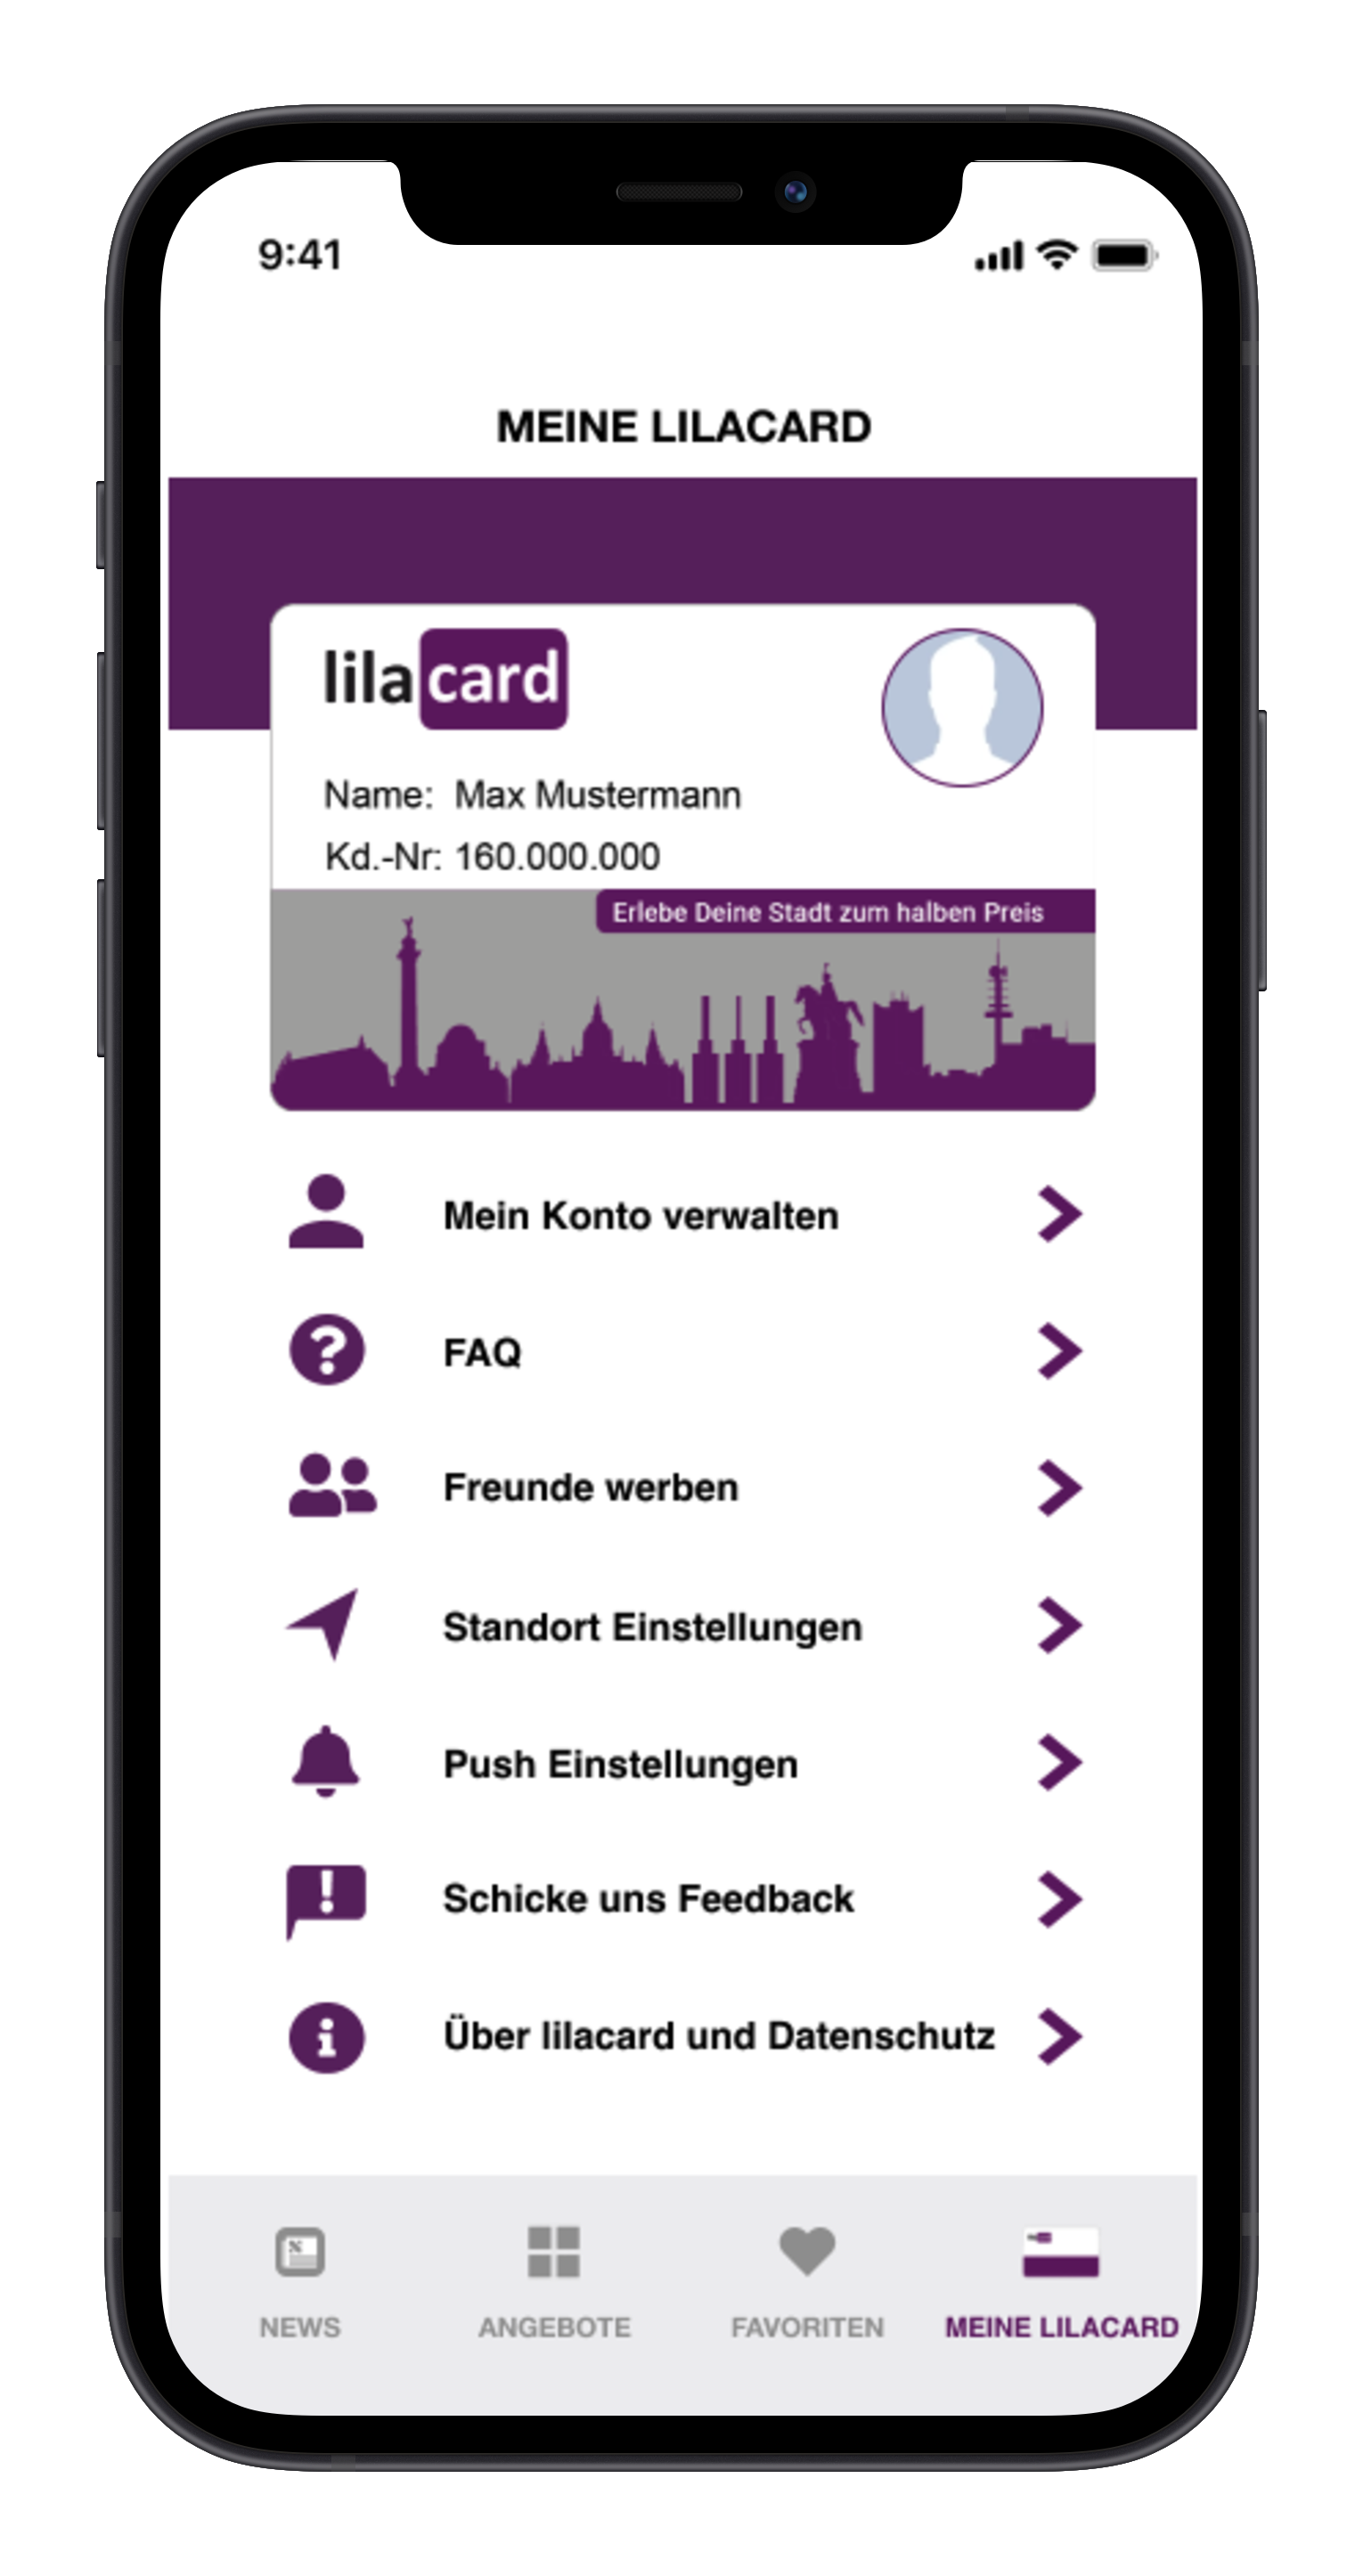 9:41
MEINE LILACARD
lilacard
Name: Max Mustermann
Kd.-Nr: 160.000.000
Erlebe Deine Stadt zum halben Preis
Mein Konto verwalten
FAQ
Freunde werben
Standort Einstellungen
Push Einstellungen
Schicke uns Feedback
Über lilacard und Datenschutz
NEWS
ANGEBOTE
FAVORITEN
MEINE LILACARD